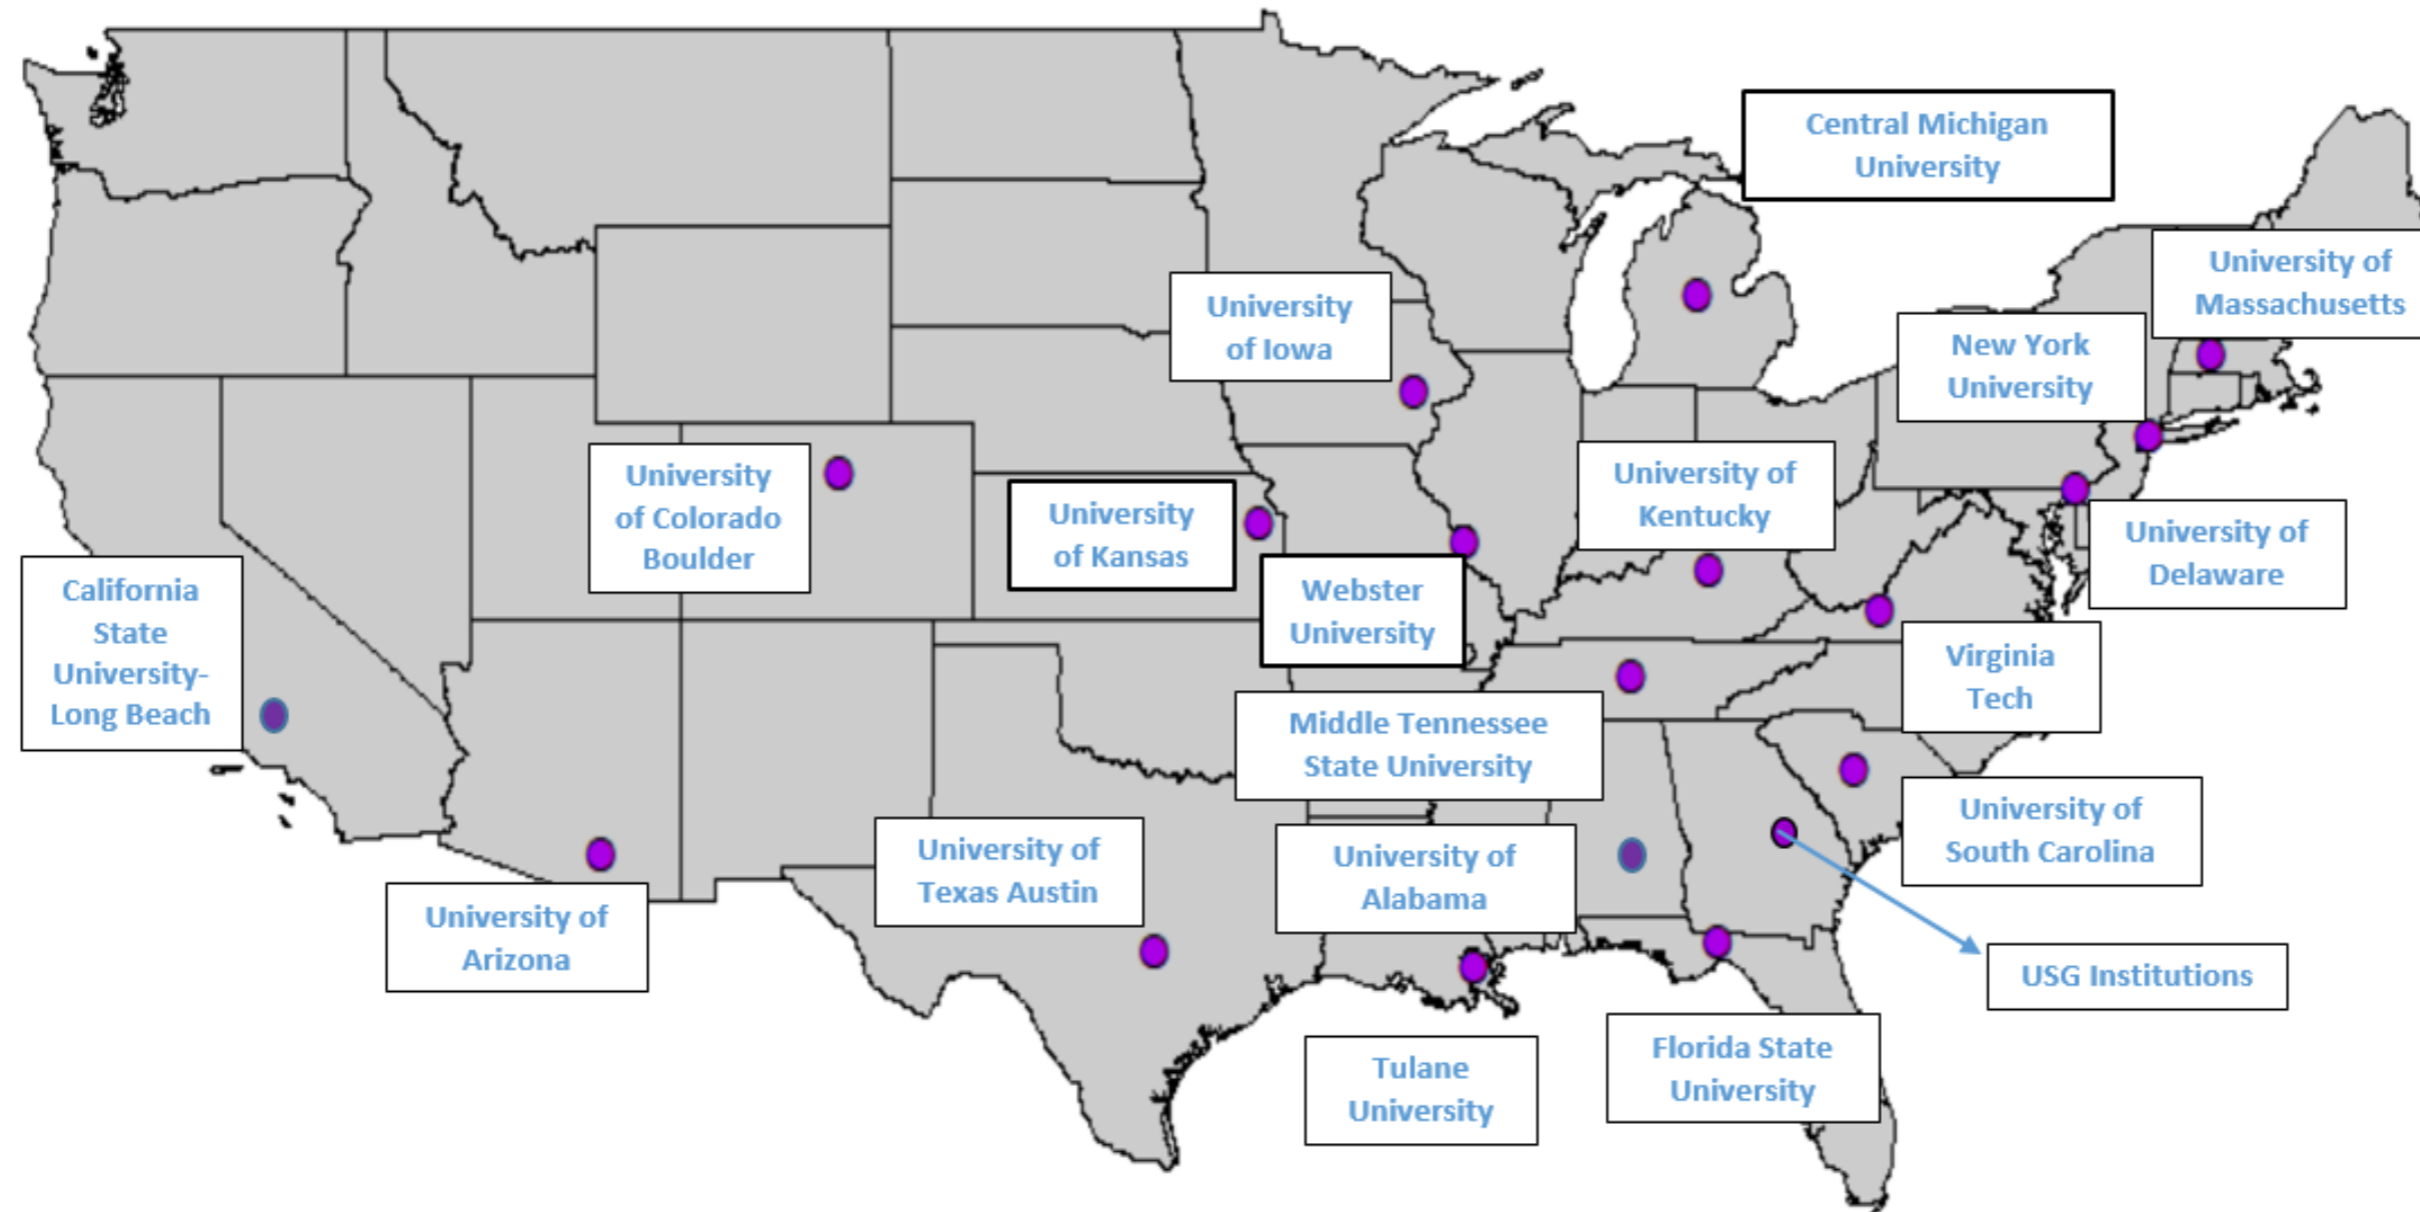 Central Michigan
University
University of
Massachusetts
University
of Iowa
New York
University
University
of Colorado
Boulder
University
of Kansas
University of
Kentucky
University of
Delaware
California
State
University-
Long Beach
Webster
University
Virginia
Tech
Middle Tennessee
State University
University of
South Carolina
University of
Texas Austin
University of
Alabama
University of
Arizona
USG Institutions
Tulane
University
Florida State
University